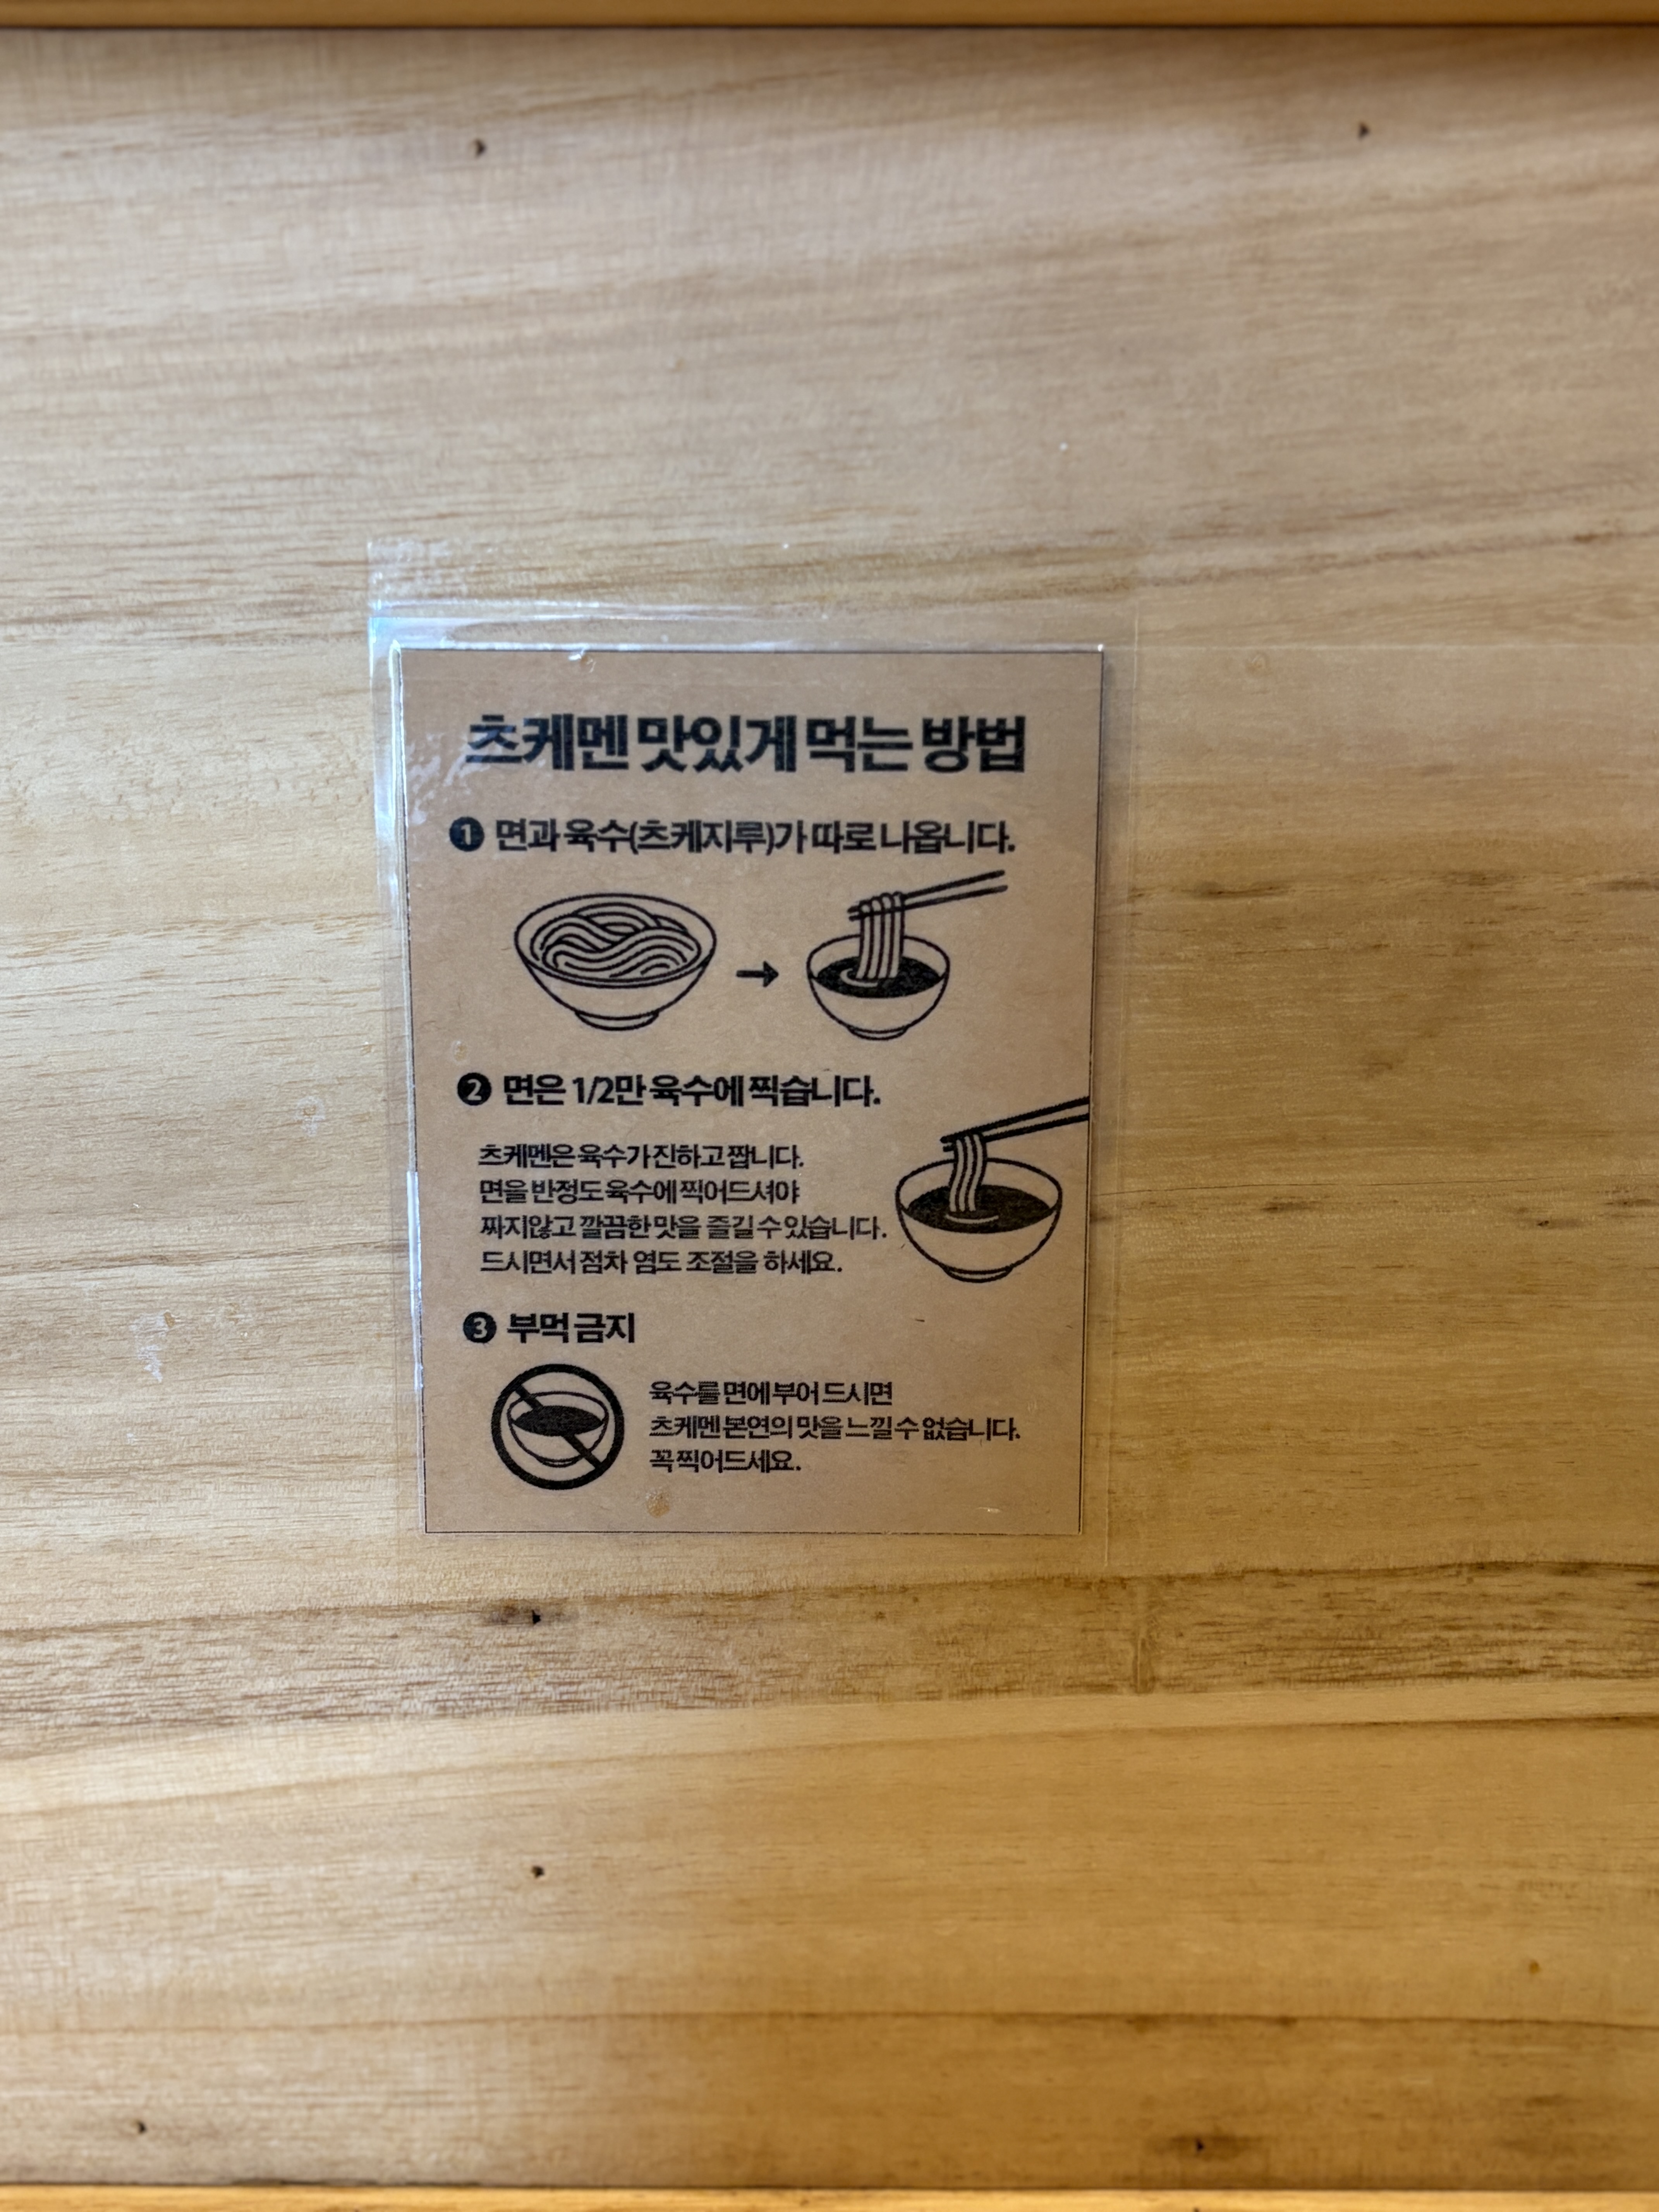 츠케멘 맛있게 먹는 방법
1 면과 육수(츠케지루)가 따로 나옵니다.
2 면은 1/2만 육수에 찍습니다.
츠케멘은 육수가 진하고 짭니다.
면을 반정도 육수에 찍어드셔야
짜지않고 깔끔한 맛을 즐길 수 있습니다.
드시면서 점차 염도 조절을 하세요.
3 부먹 금지
육수를 면에 부어 드시면
츠케멘 본연의 맛을 느낄 수 없습니다.
꼭 찍어드세요.